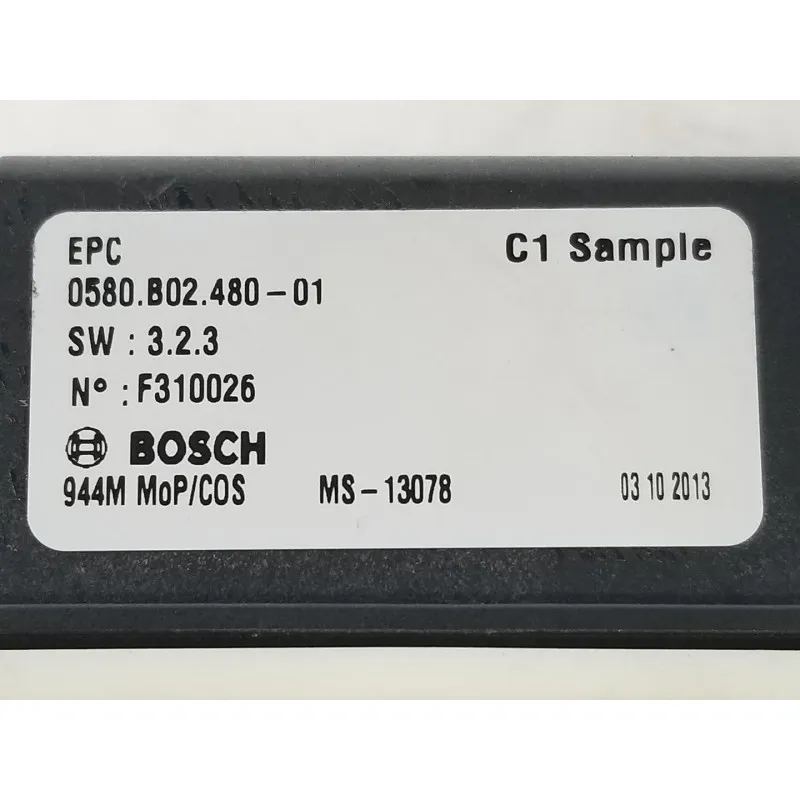 EPC C1 Sample
0580.B02.480-01
SW : 3.2.3
N° : F310026
BOSCH
944M MoP/COS MS-13078 03 10 2013